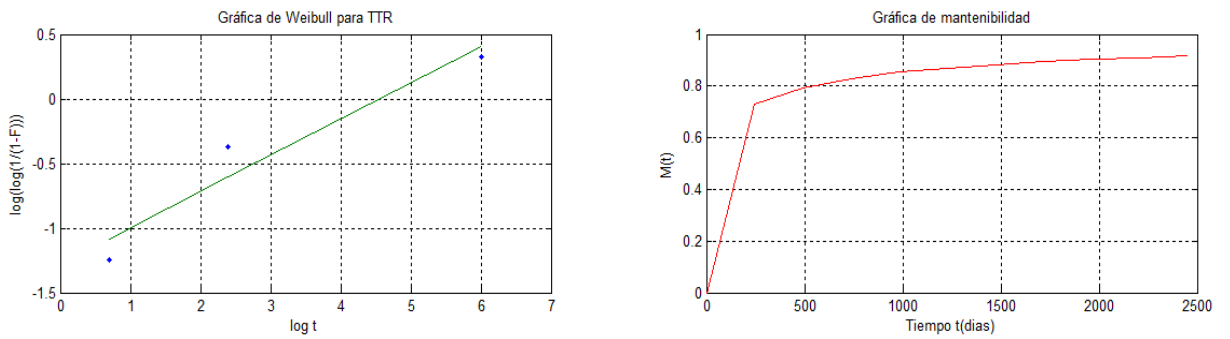 Gráfica de Weibull para TTR
0.5
0
-0.5
-1
-1.5
log(log(1/(1-F)))
0 1 2 3 4 5 6 7
log t
Gráfica de mantenibilidad
1
0.8
0.6
0.4
0.2
0
M(t)
0 500 1000 1500 2000 2500
Tiempo t(dias)